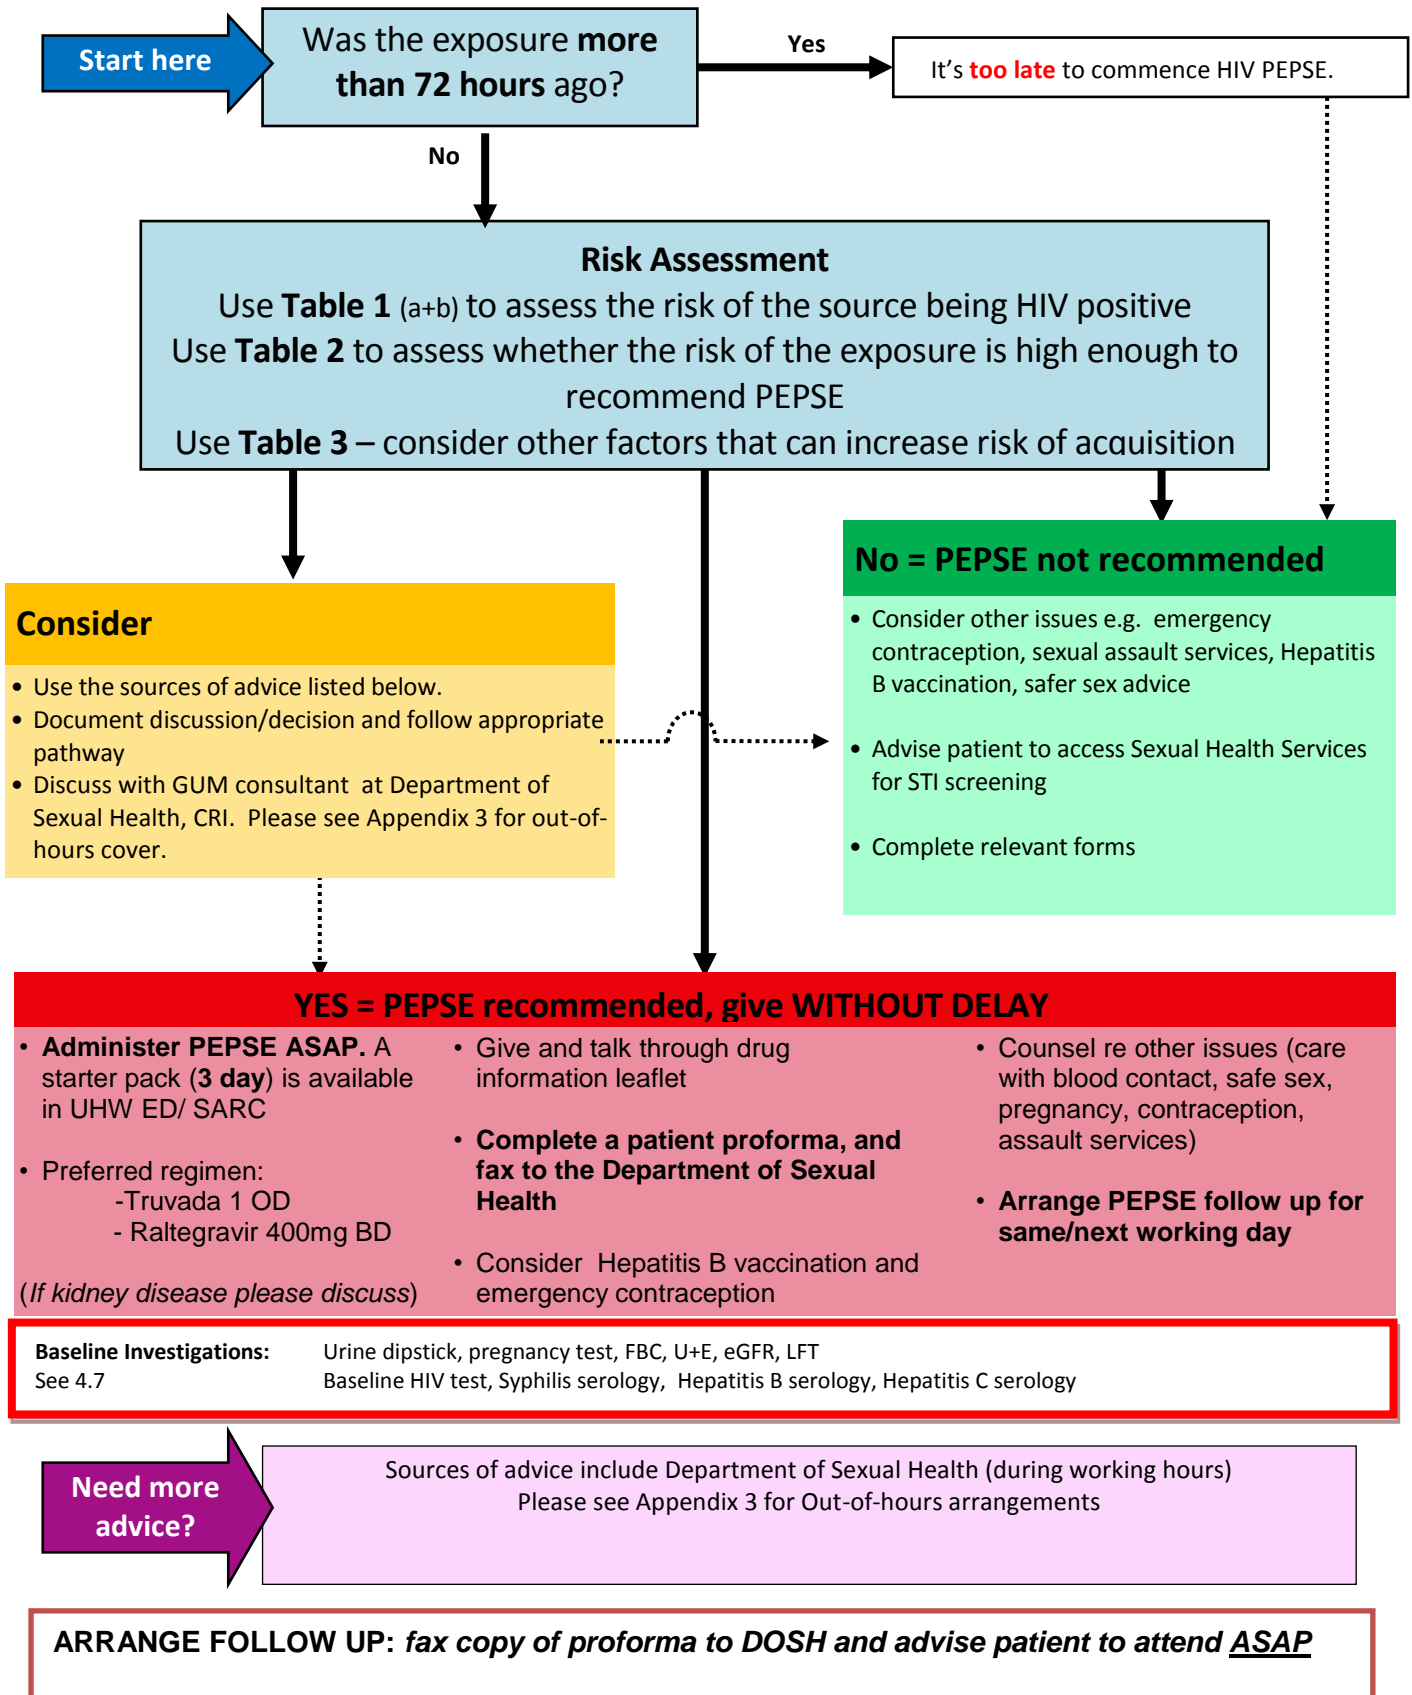 Start here
Was the exposure more
than 72 hours ago?
Yes
It's too late to commence HIV PEPSE.
No
Risk Assessment
Use Table 1 (a+b) to assess the risk of the source being HIV positive
Use Table 2 to assess whether the risk of the exposure is high enough to
recommend PEPSE
Use Table 3 – consider other factors that can increase risk of acquisition
Consider
• Use the sources of advice listed below.
• Document discussion/decision and follow appropriate
pathway
• Discuss with GUM consultant at Department of
Sexual Health, CRI. Please see Appendix 3 for out-of-
hours cover.
No = PEPSE not recommended
• Consider other issues e.g. emergency
contraception, sexual assault services, Hepatitis
B vaccination, safer sex advice
• Advise patient to access Sexual Health Services
for STI screening
• Complete relevant forms
YES = PEPSE recommended, give WITHOUT DELAY
• Administer PEPSE ASAP. A
starter pack (3 day) is available
in UHW ED/ SARC
• Preferred regimen:
-Truvada 1 OD
- Raltegravir 400mg BD
(If kidney disease please discuss)
• Give and talk through drug
information leaflet
• Complete a patient proforma, and
fax to the Department of Sexual
Health
• Consider Hepatitis B vaccination and
emergency contraception
• Counsel re other issues (care
with blood contact, safe sex,
pregnancy, contraception,
assault services)
• Arrange PEPSE follow up for
same/next working day
Baseline Investigations: Urine dipstick, pregnancy test, FBC, U+E, eGFR, LFT
See 4.7 Baseline HIV test, Syphilis serology, Hepatitis B serology, Hepatitis C serology
Need more
advice?
Sources of advice include Department of Sexual Health (during working hours)
Please see Appendix 3 for Out-of-hours arrangements
ARRANGE FOLLOW UP: fax copy of proforma to DOSH and advise patient to attend ASAP